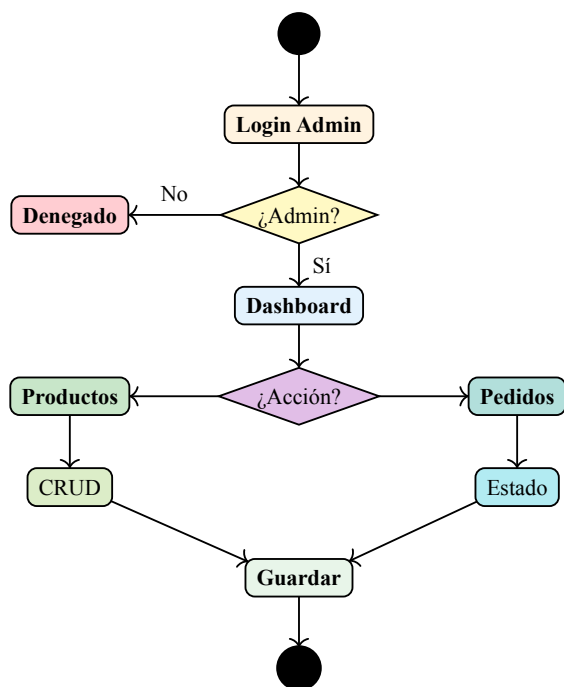 Login Admin
No
Denegado
¿Admin?
Sí
Dashboard
Productos
¿Acción?
Pedidos
CRUD
Estado
Guardar